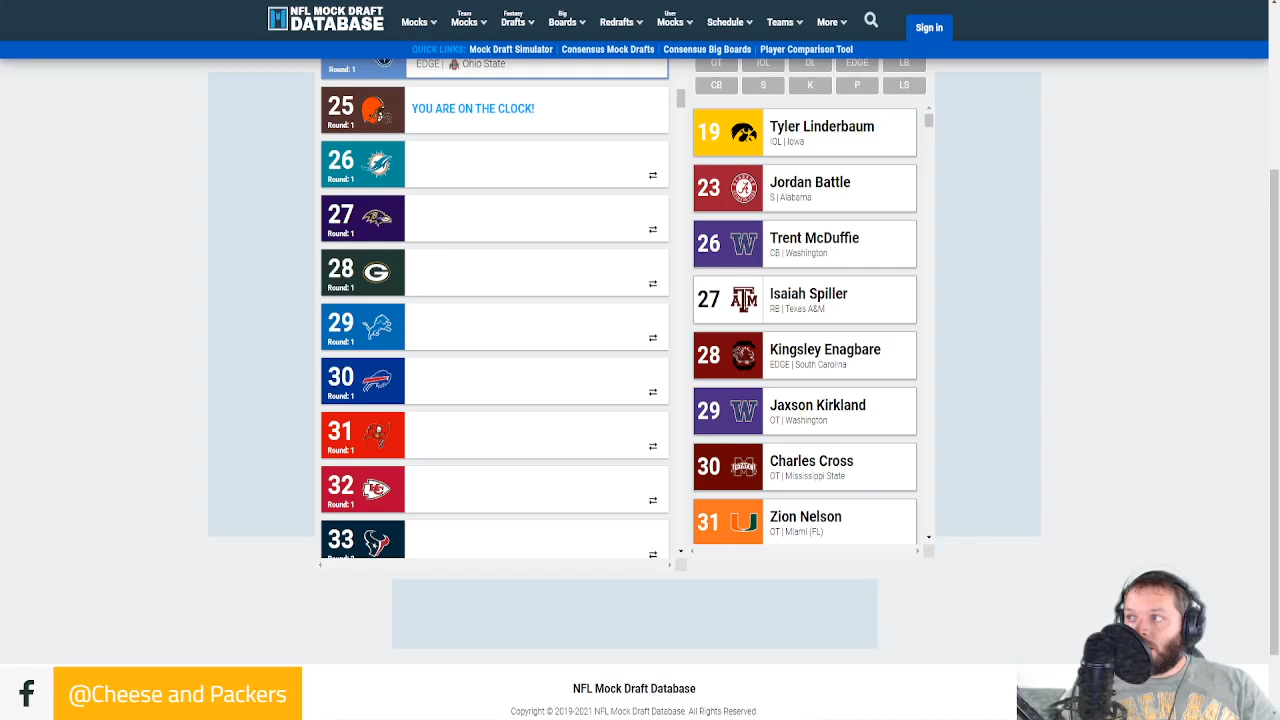 NFL MOCK DRAFT
DATABASE
Mocks
Team
Mocks
Fantasy
Drafts
Big
Boards
Redrafts
User
Mocks
Schedule
Teams
More
Sign in
QUICK LINKS: Mock Draft Simulator Consensus Mock Drafts Consensus Big Boards Player Comparison Tool
Round: 1
EDGE | Ohio State
25
Round: 1
YOU ARE ON THE CLOCK!
26
Round: 1
27
Round: 1
28
Round: 1
29
Round: 1
30
Round: 1
31
Round: 1
32
Round: 1
33
OT IOL DL EDGE LB
CB S K P LS
19
Tyler Linderbaum
IOL | Iowa
23
Jordan Battle
S | Alabama
26
Trent McDuffie
CB | Washington
27
Isaiah Spiller
RB | Texas A&M
28
Kingsley Enagbare
EDGE | South Carolina
29
Jaxson Kirkland
OT | Washington
30
Charles Cross
OT | Mississippi State
31
Zion Nelson
OT | Miami (FL)
@Cheese and Packers
NFL Mock Draft Database
Copyright © 2019-2021 NFL Mock Draft Database. All Rights Reserved